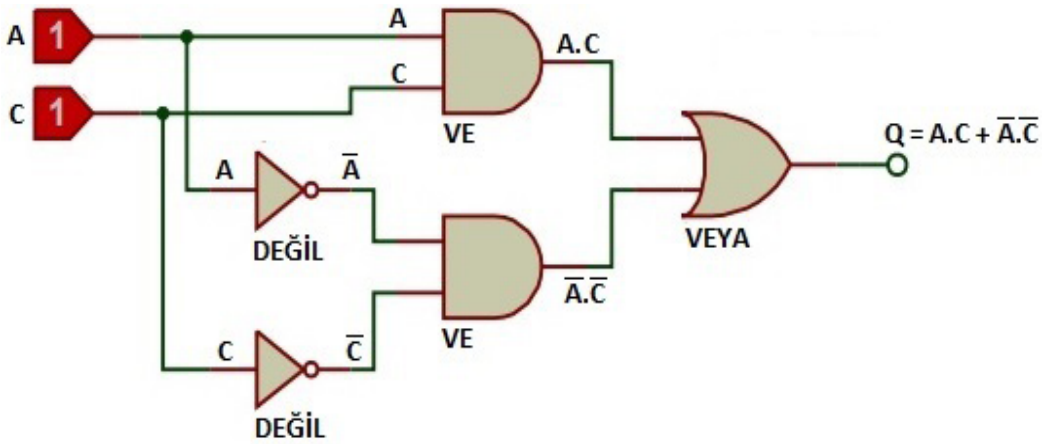 A 1
A
A.C
C 1
C
VE
Q = A.C + A̅.C̅
A
A̅
VEYA
DEĞİL
A̅.C̅
VE
C
C̅
DEĞİL